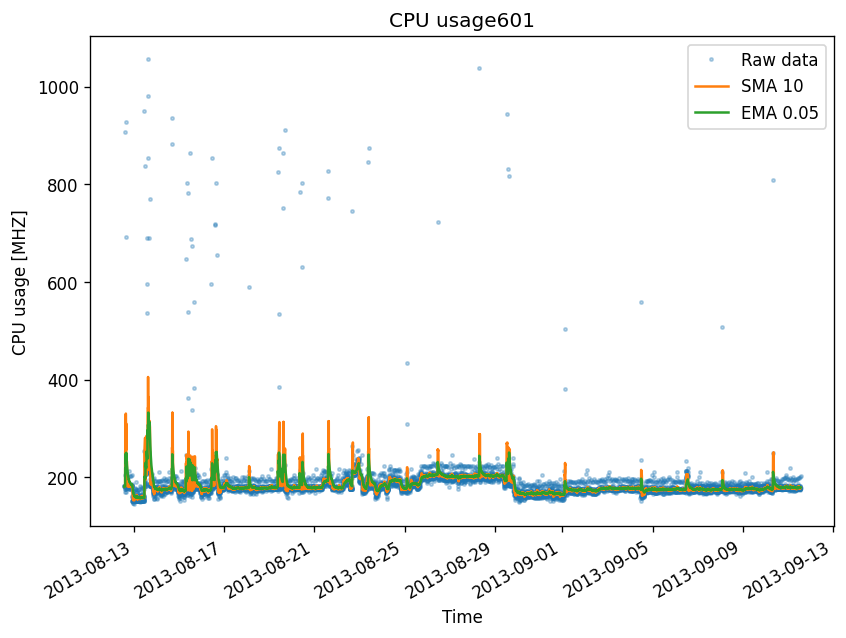 CPU usage601
Raw data
SMA 10
EMA 0.05
1000
800
600
400
200
CPU usage [MHZ]
2013-08-13
2013-08-17
2013-08-21
2013-08-25
2013-08-29
2013-09-01
2013-09-05
2013-09-09
2013-09-13
Time